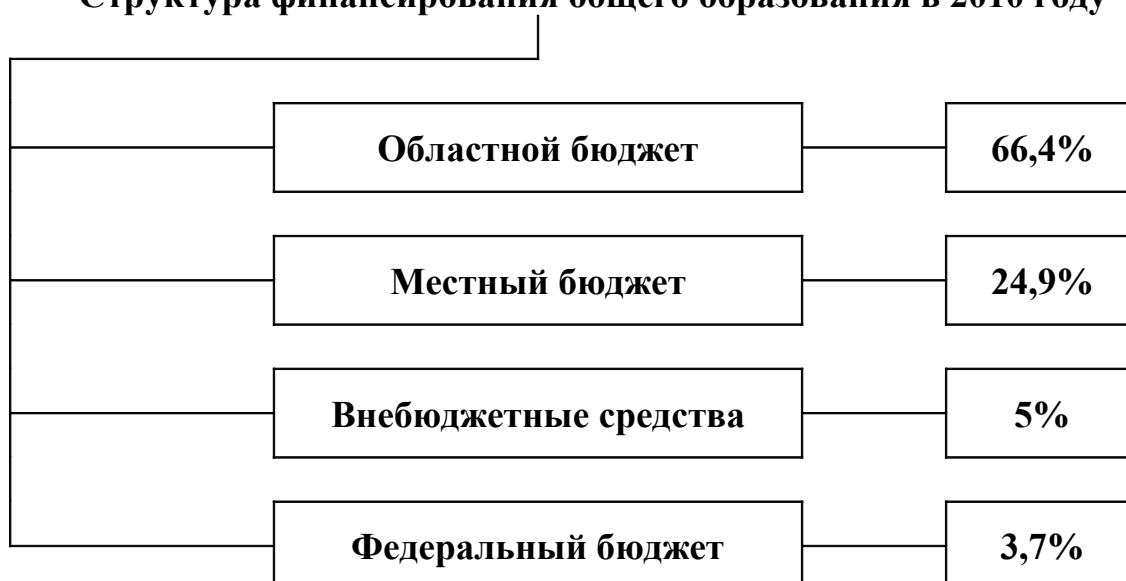 Структура финансирования общего образования в 2010 году
Областной бюджет 66,4%
Местный бюджет 24,9%
Внебюджетные средства 5%
Федеральный бюджет 3,7%